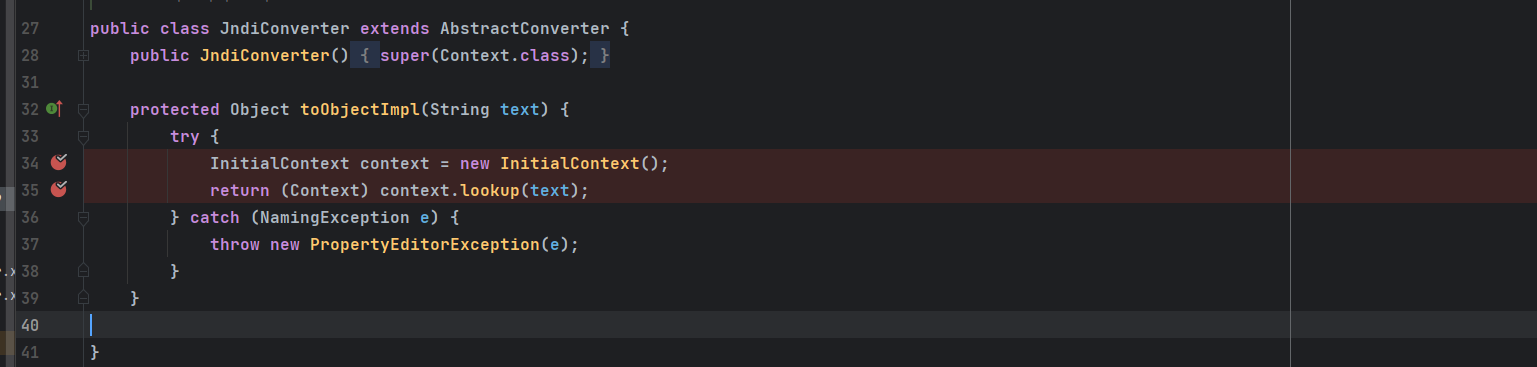 27 public class JndiConverter extends AbstractConverter {
28 public JndiConverter() { super(Context.class); }
31
32 protected Object toObjectImpl(String text) {
33 try {
34 InitialContext context = new InitialContext();
35 return (Context) context.lookup(text);
36 } catch (NamingException e) {
37 throw new PropertyEditorException(e);
.x 38 }
.x 39 }
40
41 }